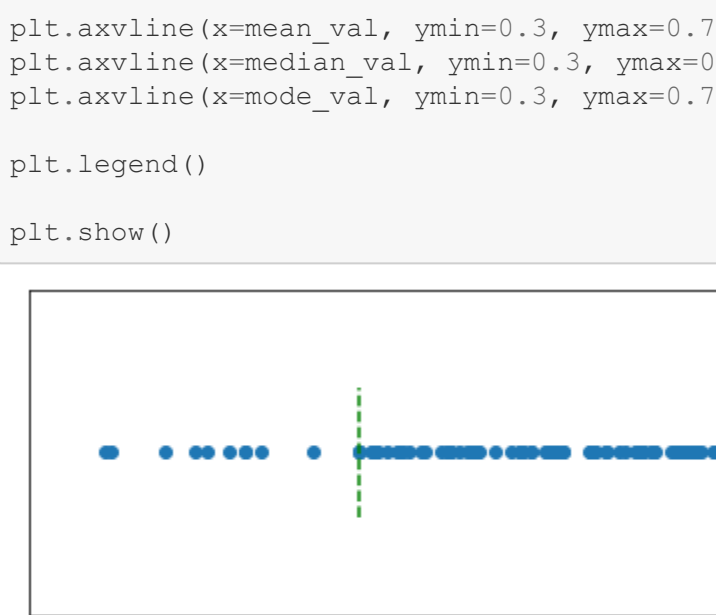 plt.axvline(x=mean_val, ymin=0.3, ymax=0.7
plt.axvline(x=median_val, ymin=0.3, ymax=0
plt.axvline(x=mode_val, ymin=0.3, ymax=0.7
plt.legend()
plt.show()